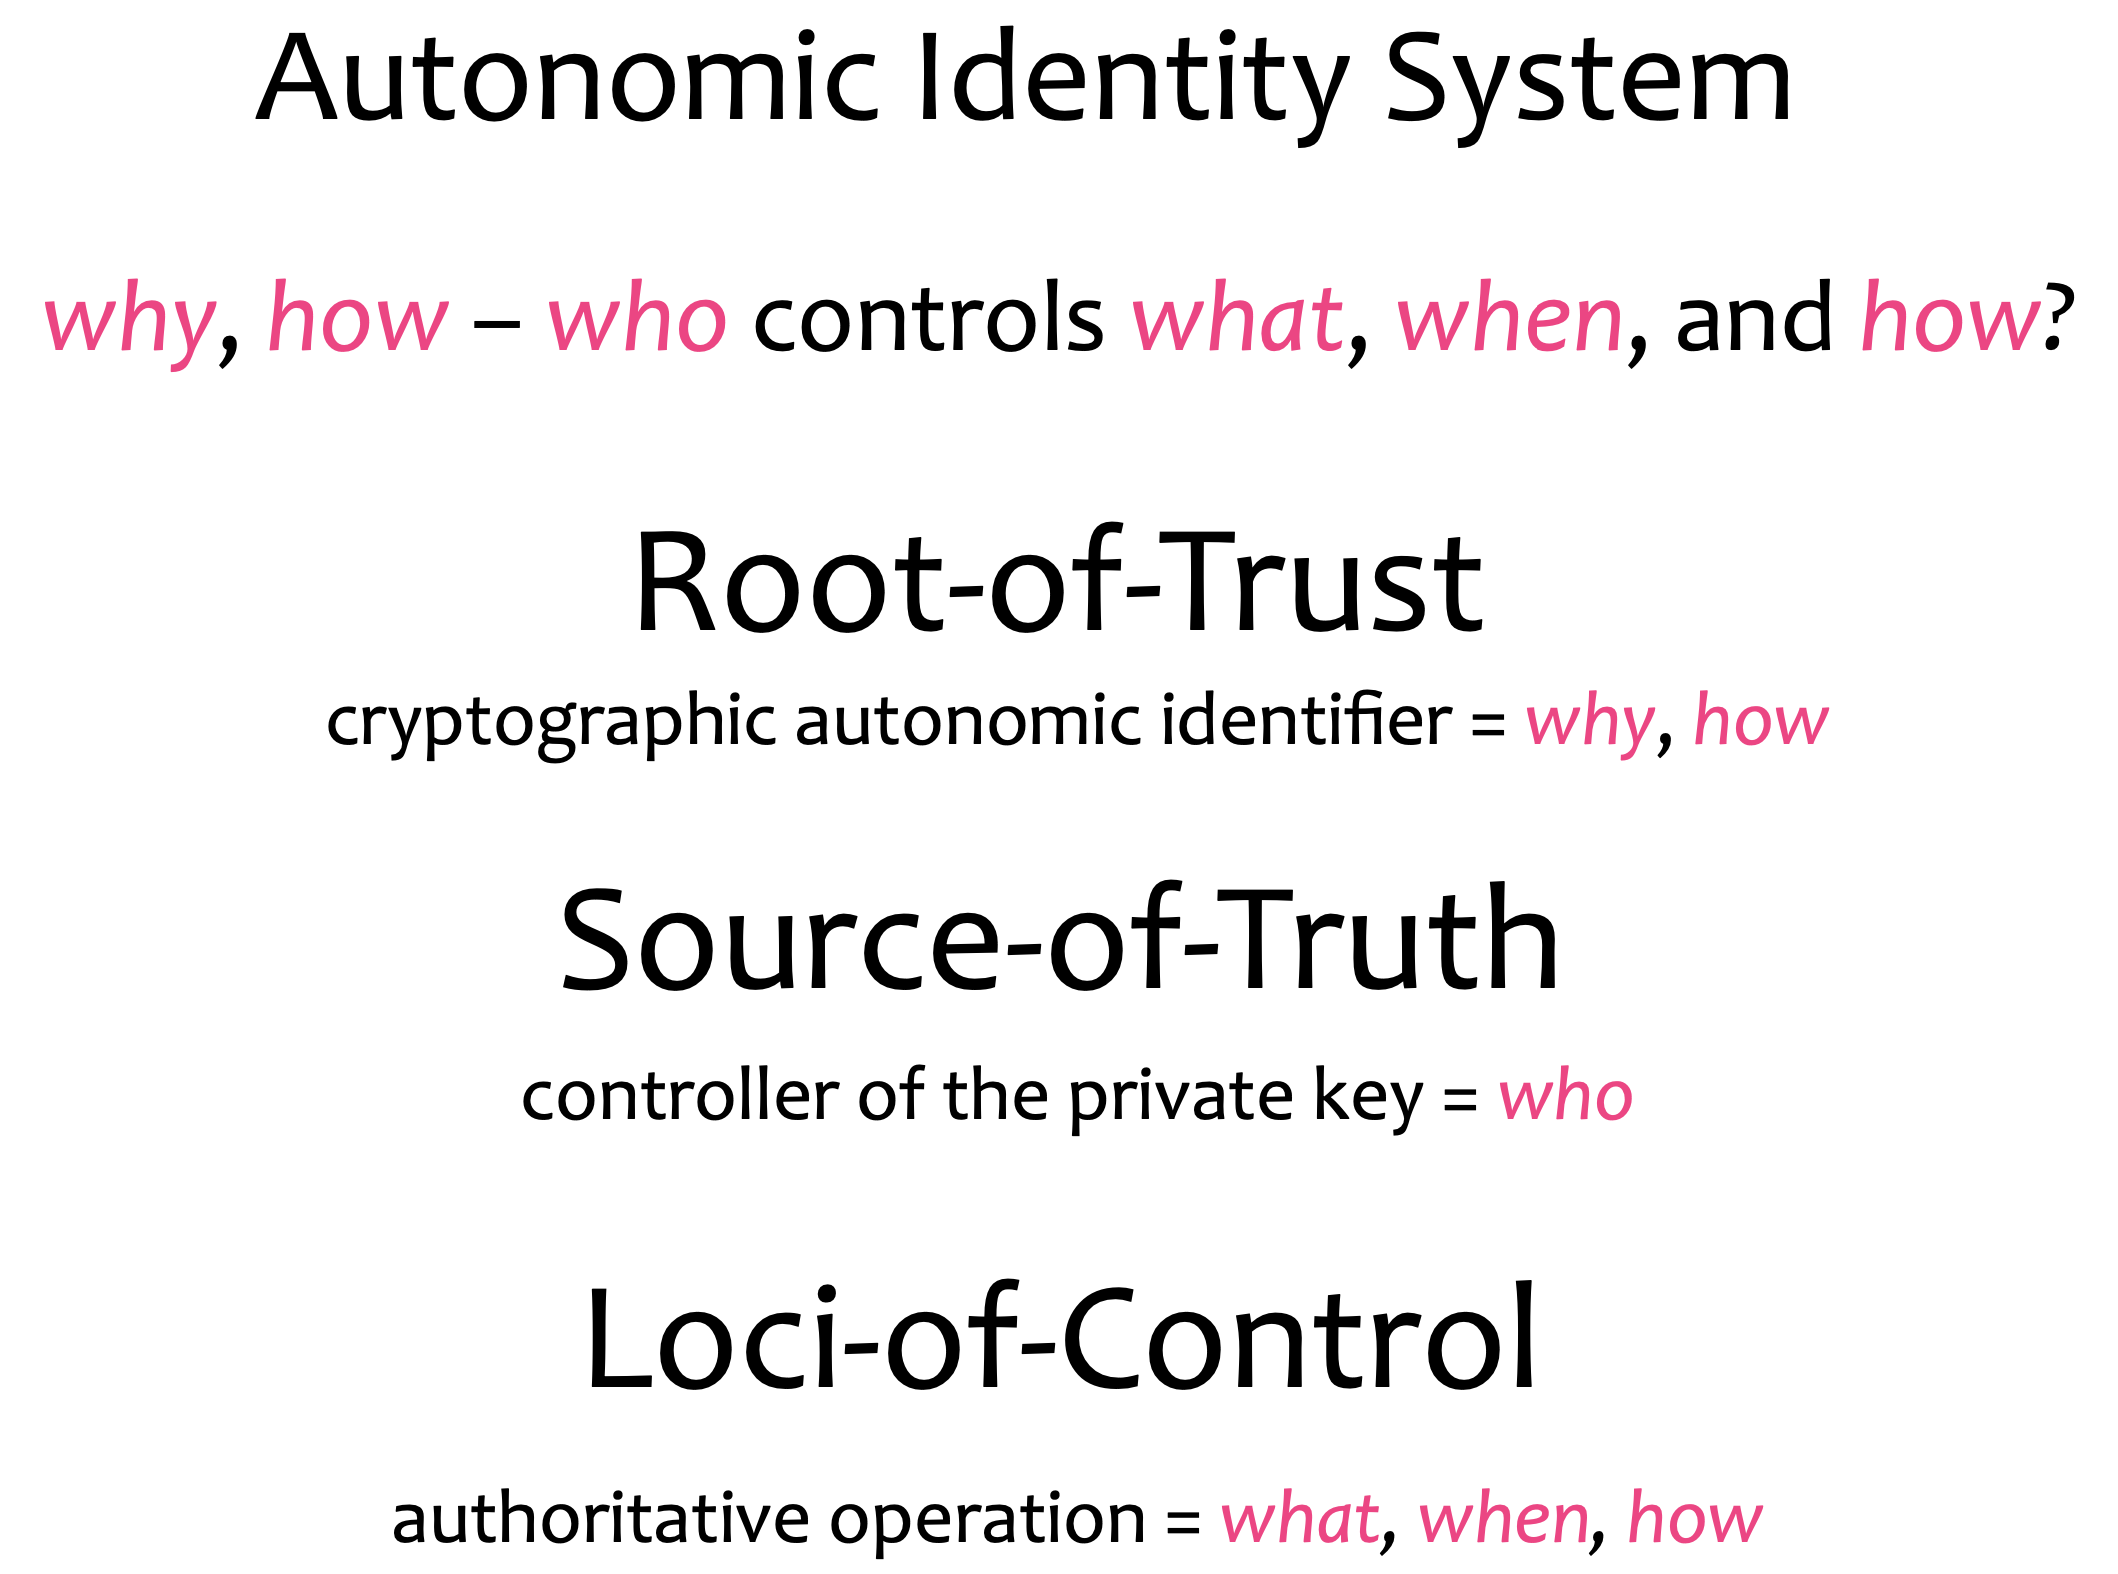 Autonomic Identity System
why, how – who controls what, when, and how?
Root-of-Trust
cryptographic autonomic identifier = why, how
Source-of-Truth
controller of the private key = who
Loci-of-Control
authoritative operation = what, when, how